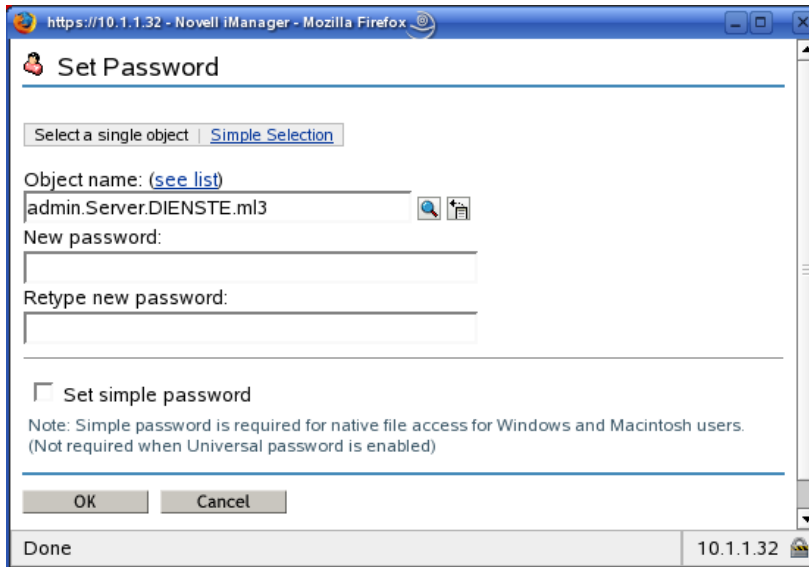 https://10.1.1.32 - Novell iManager - Mozilla Firefox
Set Password
Select a single object | Simple Selection
Object name: (see list)
admin.Server.DIENSTE.ml3
New password:
Retype new password:
Set simple password
Note: Simple password is required for native file access for Windows and Macintosh users.
(Not required when Universal password is enabled)
OK Cancel
Done 10.1.1.32